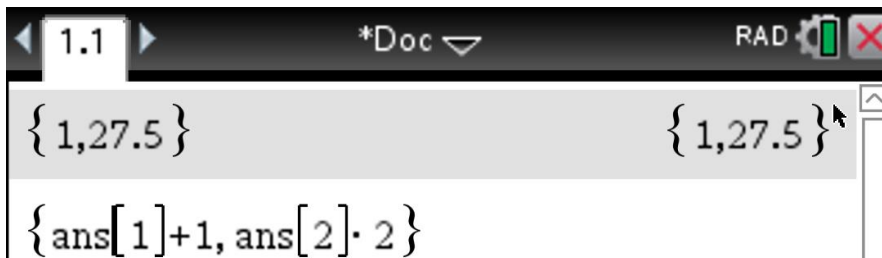 1.1 *Doc RAD
{1,27.5} {1,27.5}
{ans[1]+1, ans[2]· 2}